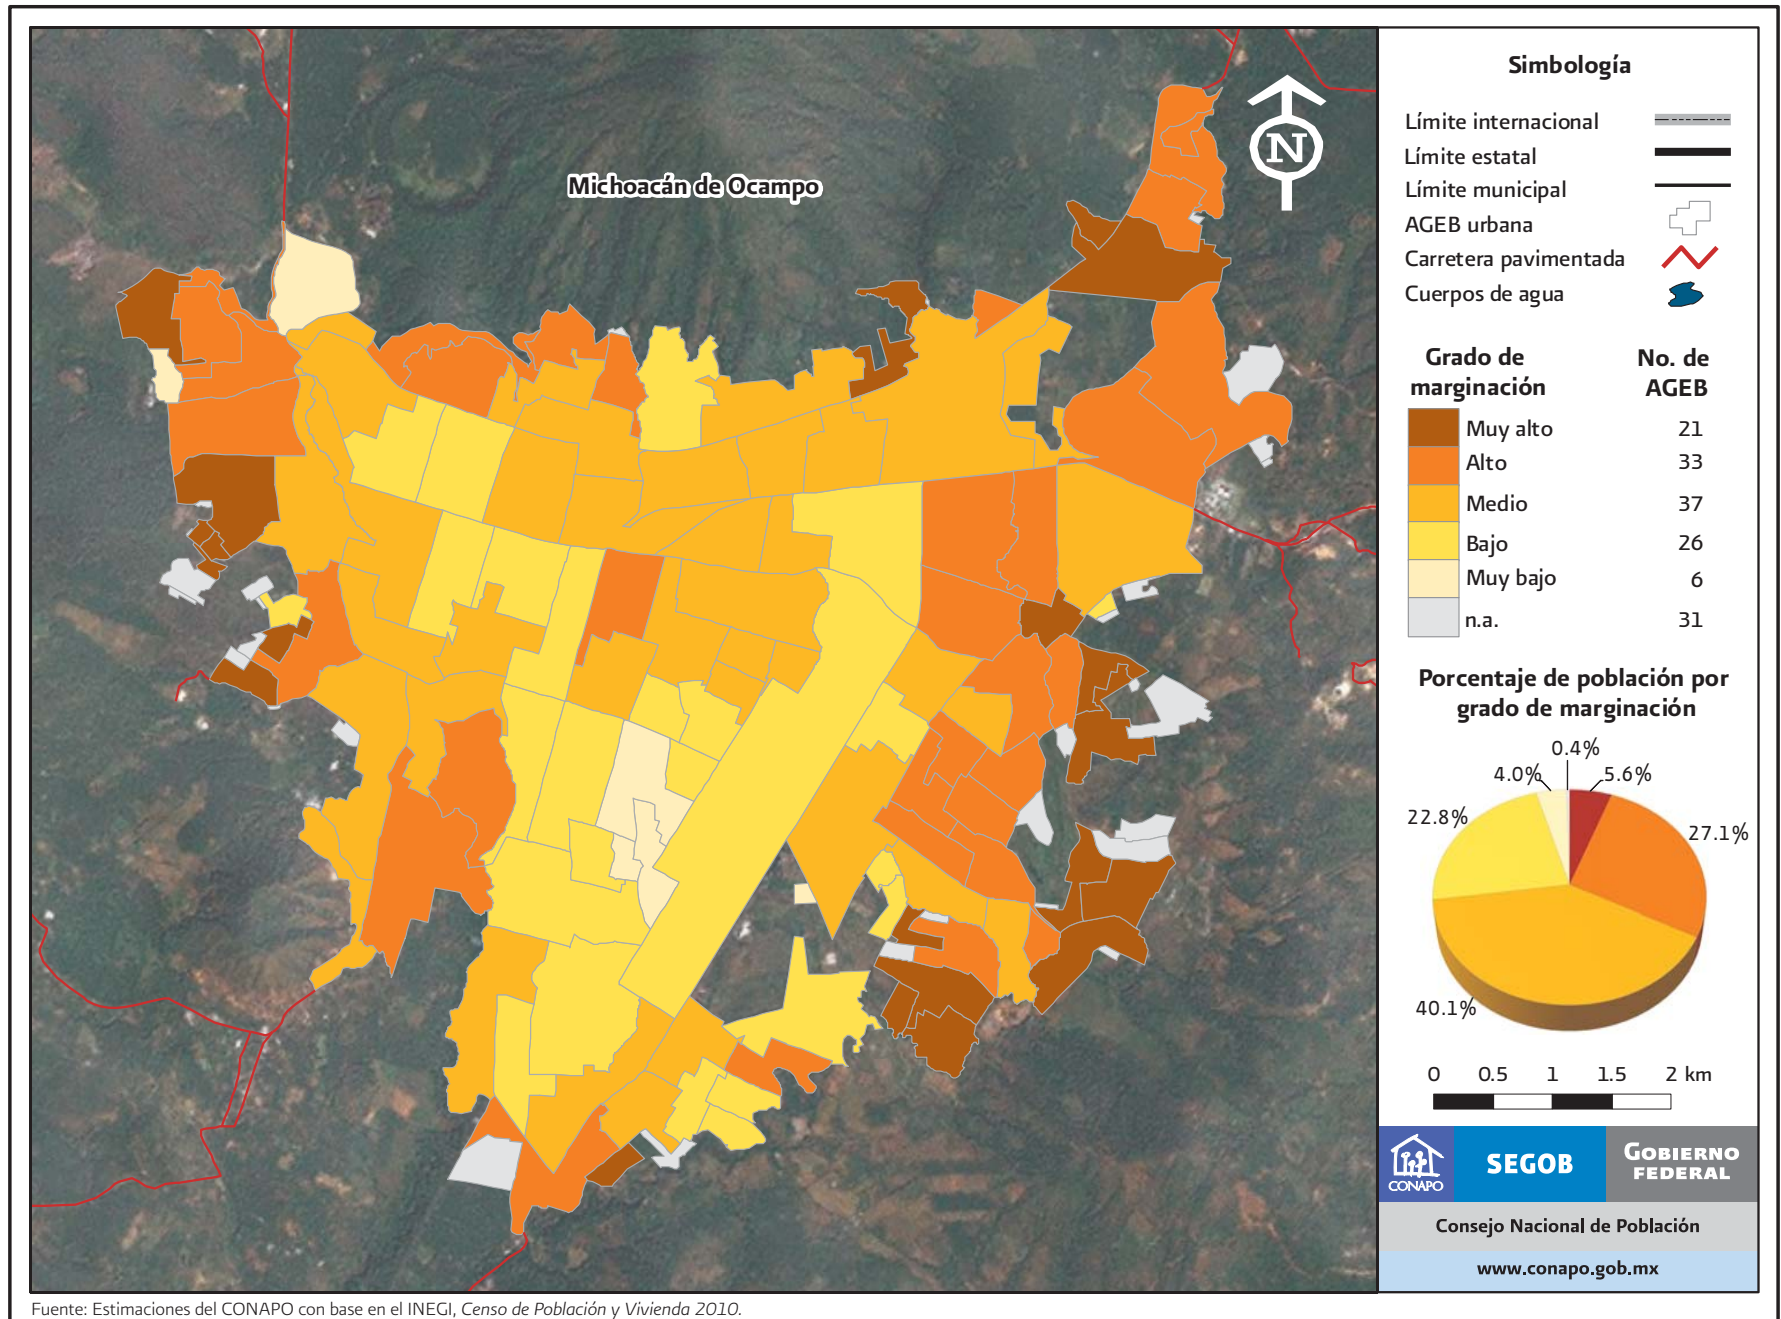 Michoacán de Ocampo
N
Simbología
Límite internacional
Límite estatal
Límite municipal
AGEB urbana
Carretera pavimentada
Cuerpos de agua
Grado de marginación No. de AGEB
Muy alto 21
Alto 33
Medio 37
Bajo 26
Muy bajo 6
n.a. 31
Porcentaje de población por
grado de marginación
0.4%
4.0% 5.6%
22.8% 27.1%
40.1%
0 0.5 1 1.5 2 km
CONAPO
SEGOB
GOBIERNO
FEDERAL
Consejo Nacional de Población
www.conapo.gob.mx
Fuente: Estimaciones del CONAPO con base en el INEGI, Censo de Población y Vivienda 2010.